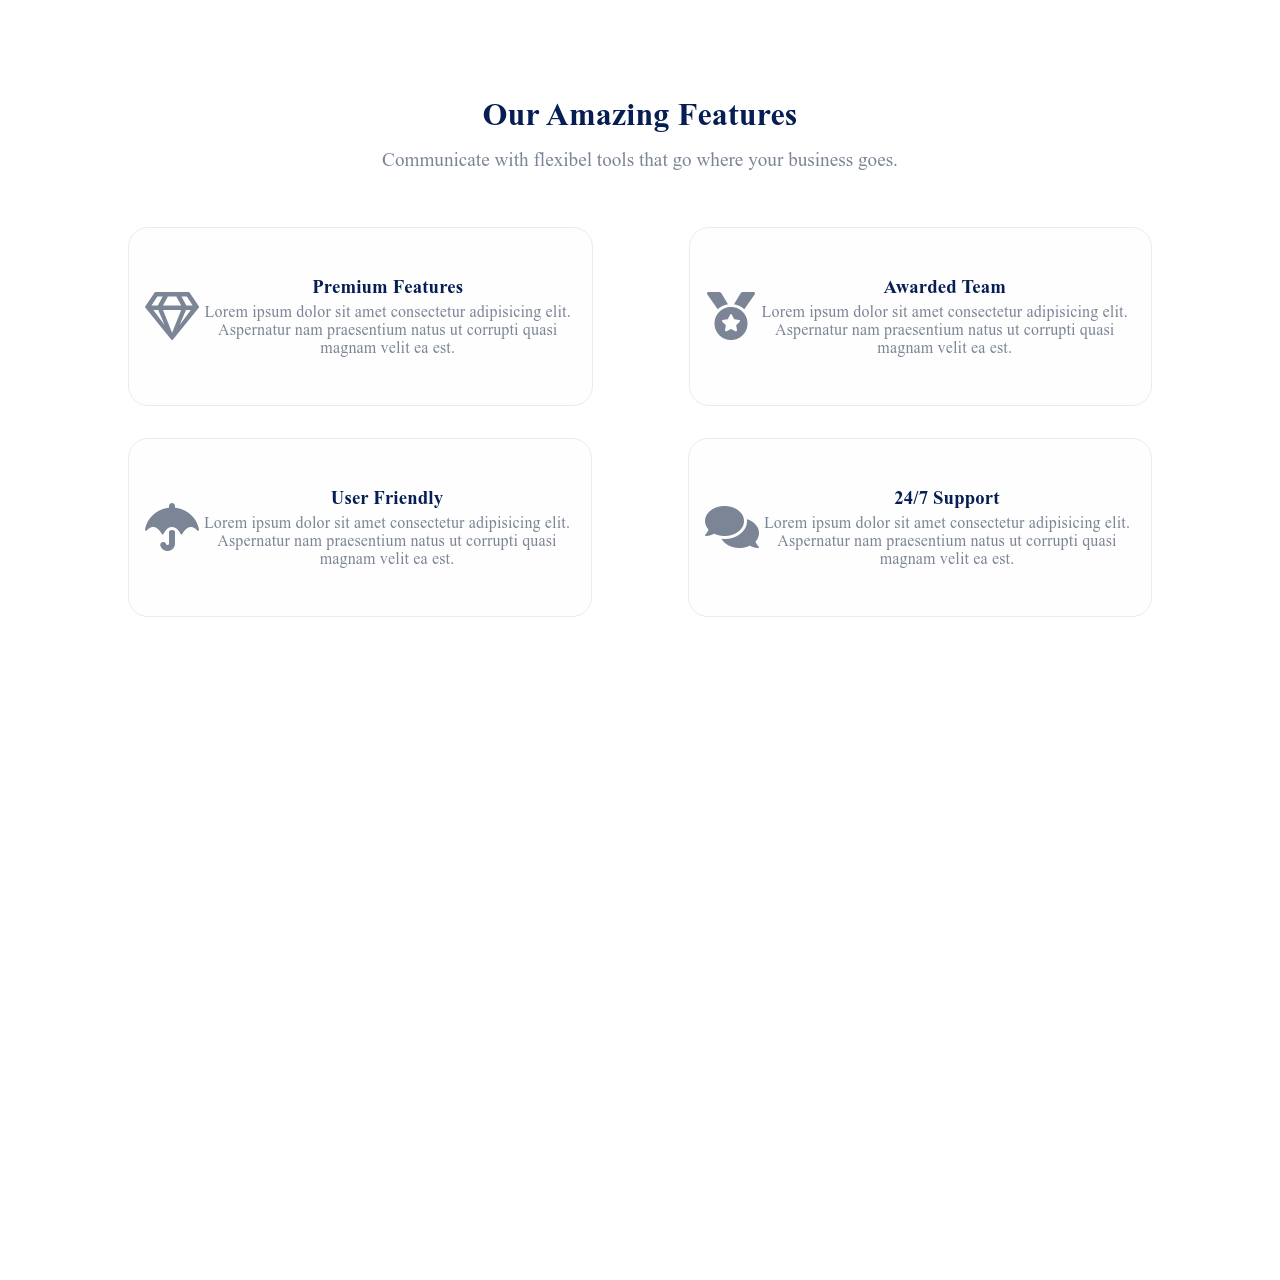 Our Amazing Features
Communicate with flexibel tools that go where your business goes.
Premium Features
Lorem ipsum dolor sit amet consectetur adipisicing elit.
Aspernatur nam praesentium natus ut corrupti quasi
magnam velit ea est.
Awarded Team
Lorem ipsum dolor sit amet consectetur adipisicing elit.
Aspernatur nam praesentium natus ut corrupti quasi
magnam velit ea est.
User Friendly
Lorem ipsum dolor sit amet consectetur adipisicing elit.
Aspernatur nam praesentium natus ut corrupti quasi
magnam velit ea est.
24/7 Support
Lorem ipsum dolor sit amet consectetur adipisicing elit.
Aspernatur nam praesentium natus ut corrupti quasi
magnam velit ea est.